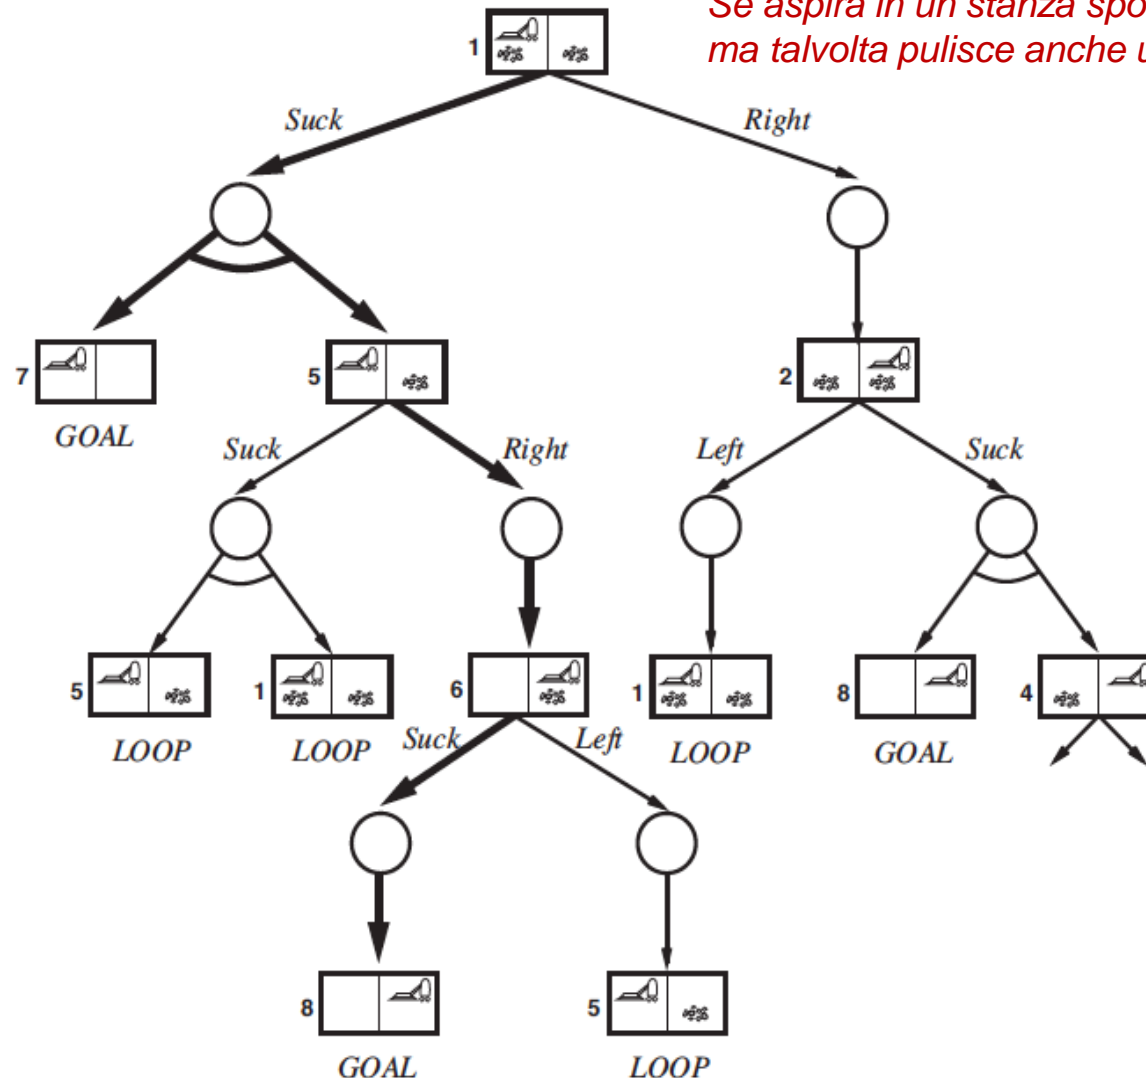 Se aspira in un stanza
ma talvolta pulisce anche
1
Suck Right
7 5 2
GOAL
Suck Right Left Suck
5 1 6 1 8 4
LOOP LOOP Suck Left LOOP GOAL
8 5
GOAL LOOP